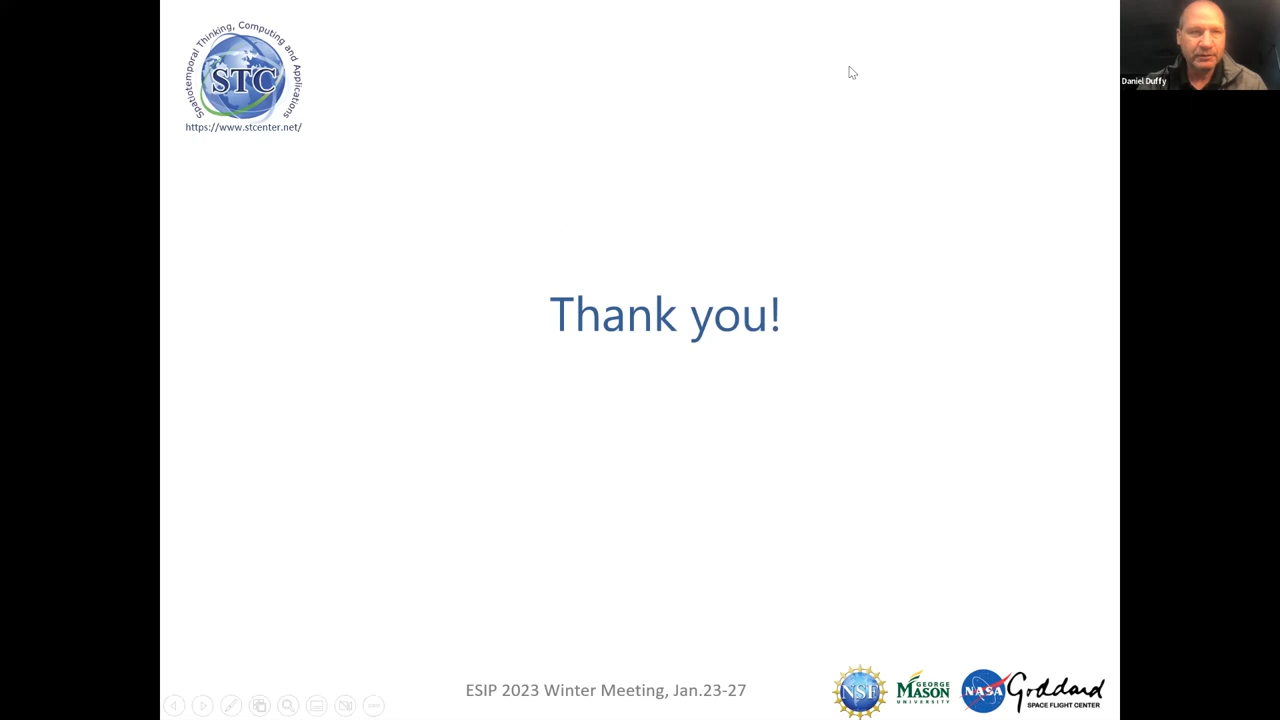 Spatiotemporal Thinking, Computing and Applications
STC
https://www.stcenter.net/
Daniel Duffy
Thank you!
ESIP 2023 Winter Meeting, Jan.23-27
NSF
GEORGE
MASON
UNIVERSITY
NASA
Goddard
SPACE FLIGHT CENTER